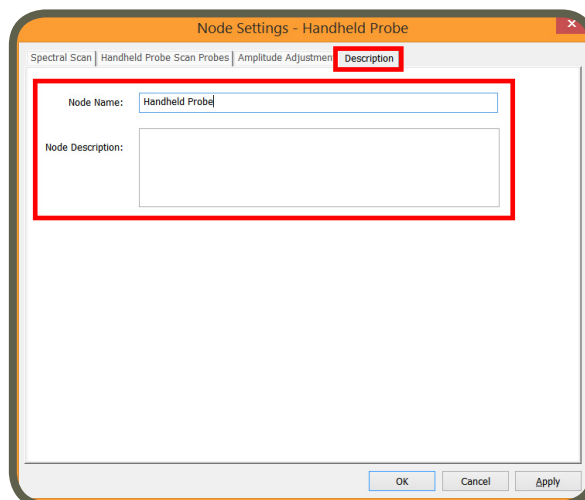 Node Settings - Handheld Probe
x
Spectral Scan Handheld Probe Scan Probes Amplitude Adjustment Description
Node Name: Handheld Probe
Node Description:
OK Cancel Apply